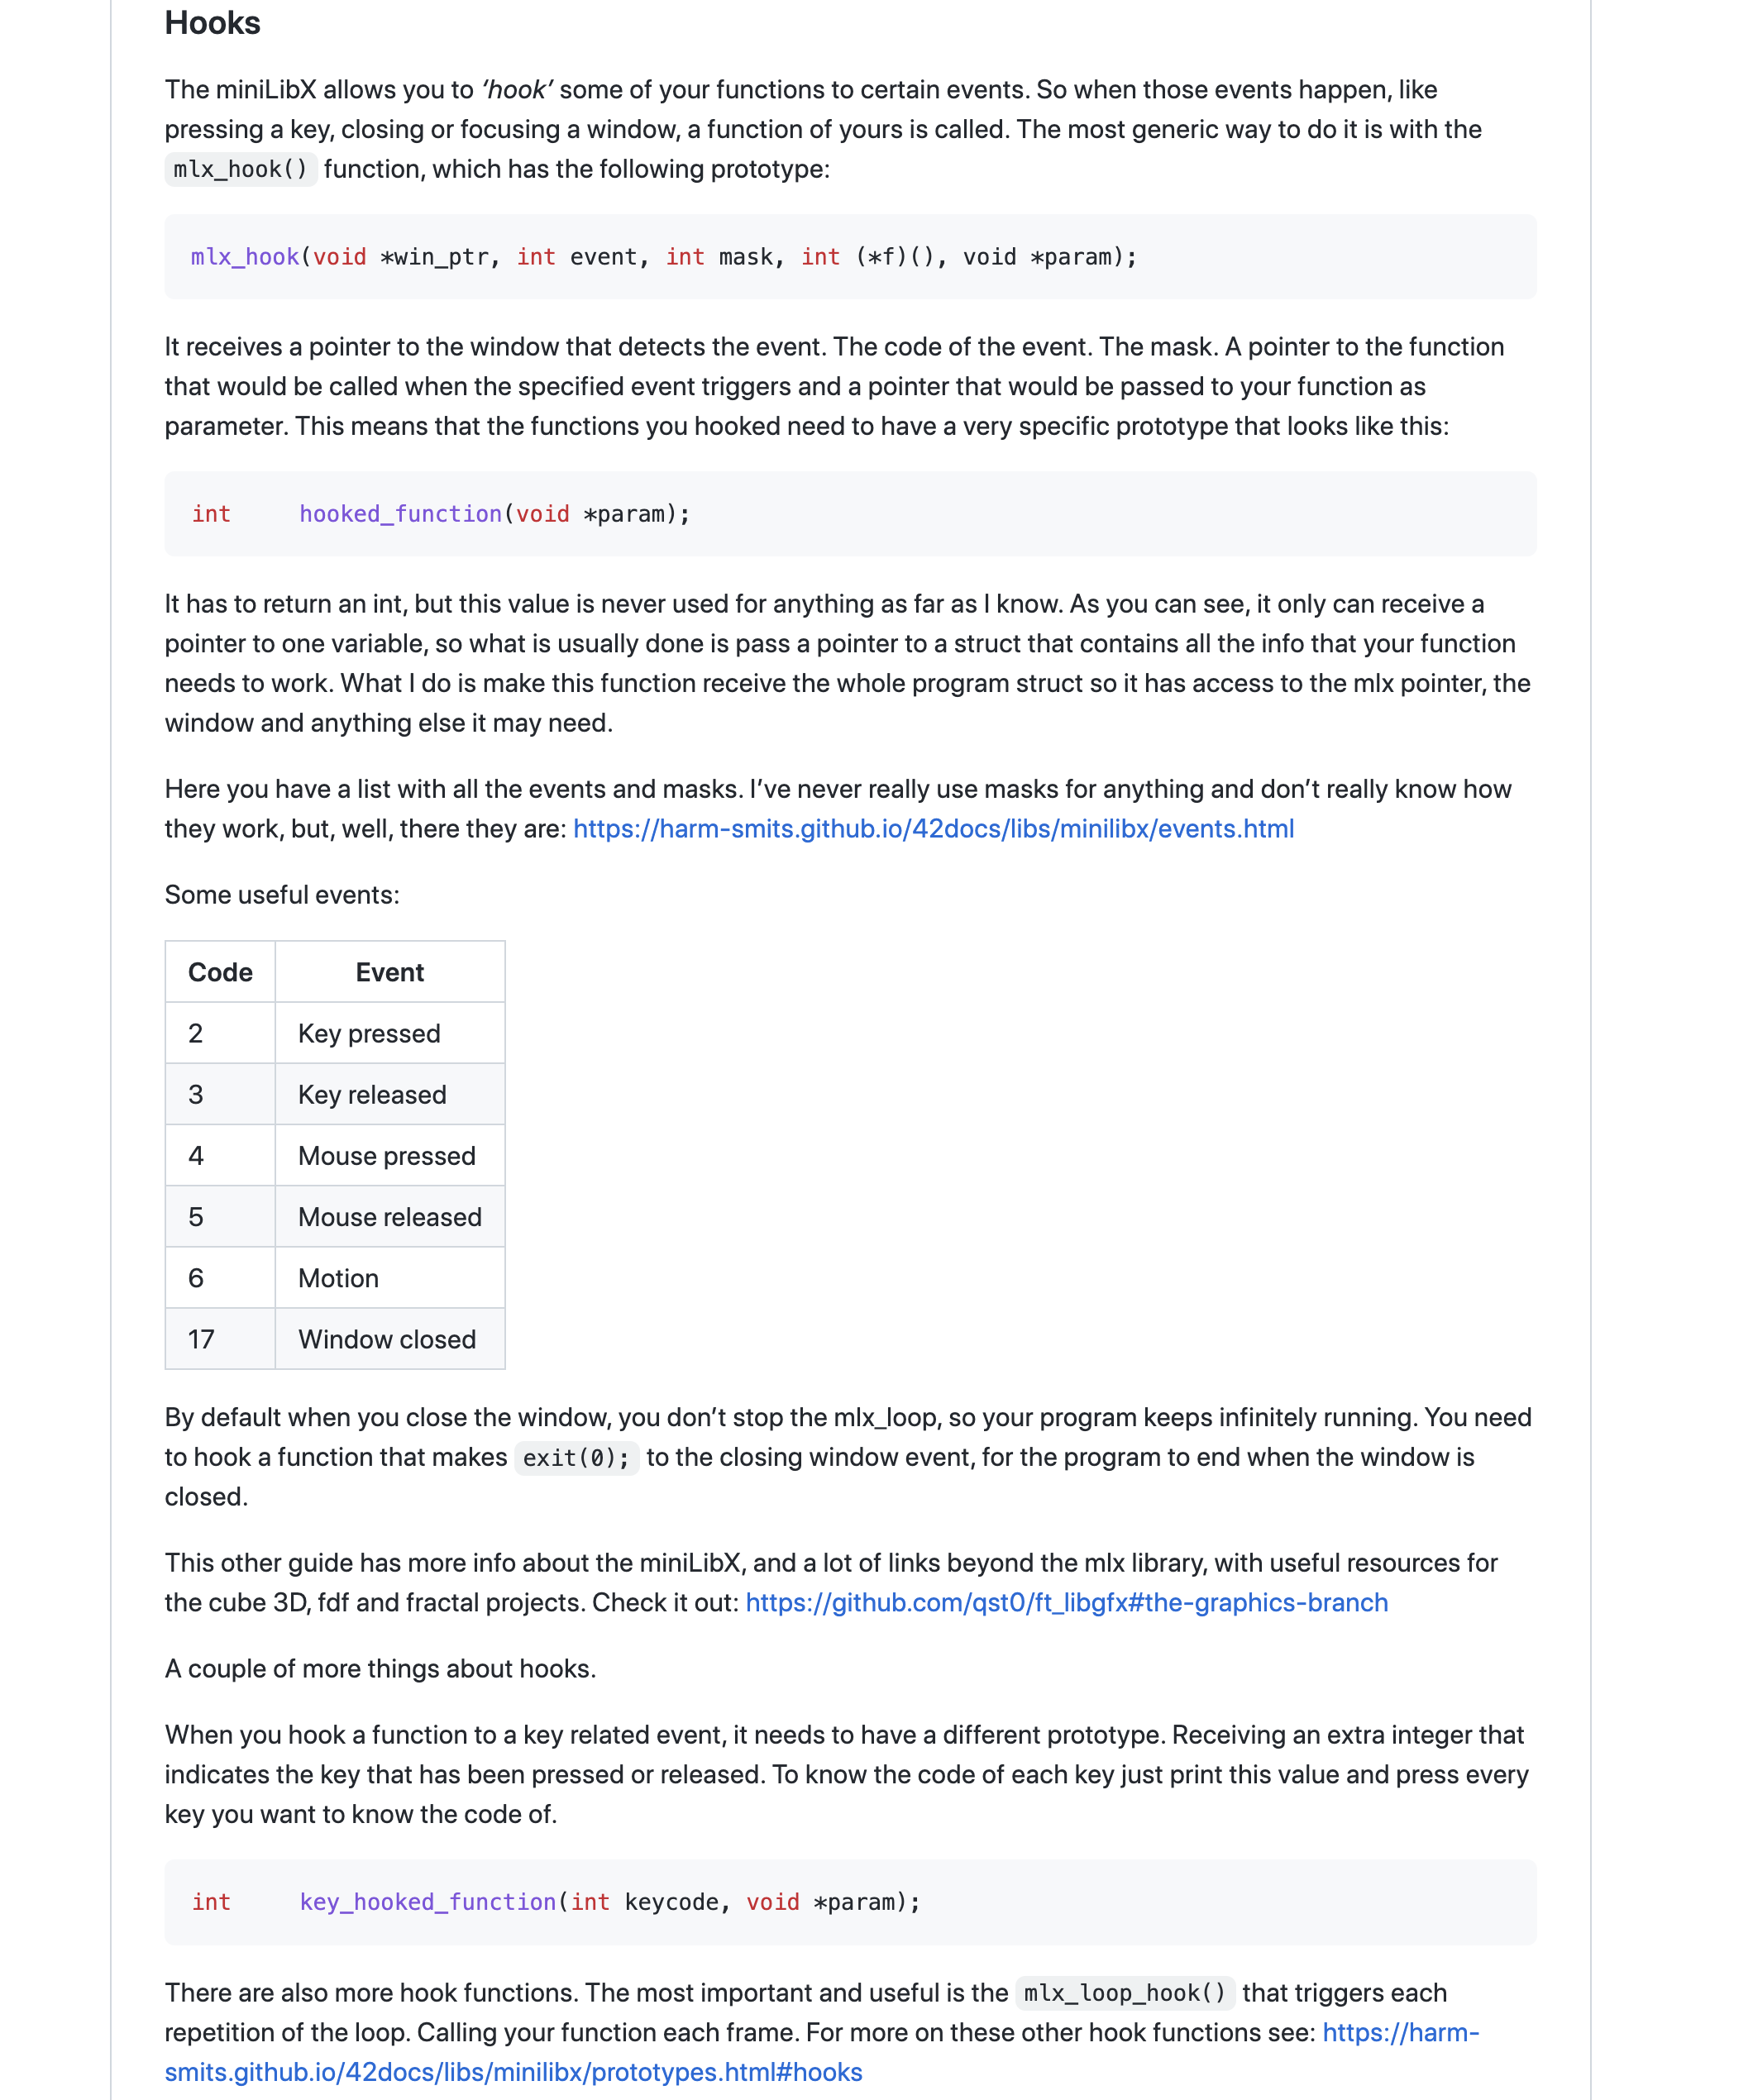 Hooks
The miniLibX allows you to ‘hook’ some of your functions to certain events. So when those events happen, like
pressing a key, closing or focusing a window, a function of yours is called. The most generic way to do it is with the
mlx_hook() function, which has the following prototype:
mlx_hook(void *win_ptr, int event, int mask, int (*f)(), void *param);
It receives a pointer to the window that detects the event. The code of the event. The mask. A pointer to the function
that would be called when the specified event triggers and a pointer that would be passed to your function as
parameter. This means that the functions you hooked need to have a very specific prototype that looks like this:
int     hooked_function(void *param);
It has to return an int, but this value is never used for anything as far as I know. As you can see, it only can receive a
pointer to one variable, so what is usually done is pass a pointer to a struct that contains all the info that your function
needs to work. What I do is make this function receive the whole program struct so it has access to the mlx pointer, the
window and anything else it may need.
Here you have a list with all the events and masks. I’ve never really use masks for anything and don’t really know how
they work, but, well, there they are: https://harm-smits.github.io/42docs/libs/minilibx/events.html
Some useful events:
Code Event
2 Key pressed
3 Key released
4 Mouse pressed
5 Mouse released
6 Motion
17 Window closed
By default when you close the window, you don’t stop the mlx_loop, so your program keeps infinitely running. You need
to hook a function that makes exit(0); to the closing window event, for the program to end when the window is
closed.
This other guide has more info about the miniLibX, and a lot of links beyond the mlx library, with useful resources for
the cube 3D, fdf and fractal projects. Check it out: https://github.com/qst0/ft_libgfx#the-graphics-branch
A couple of more things about hooks.
When you hook a function to a key related event, it needs to have a different prototype. Receiving an extra integer that
indicates the key that has been pressed or released. To know the code of each key just print this value and press every
key you want to know the code of.
int     key_hooked_function(int keycode, void *param);
There are also more hook functions. The most important and useful is the mlx_loop_hook() that triggers each
repetition of the loop. Calling your function each frame. For more on these other hook functions see: https://harm-
smits.github.io/42docs/libs/minilibx/prototypes.html#hooks